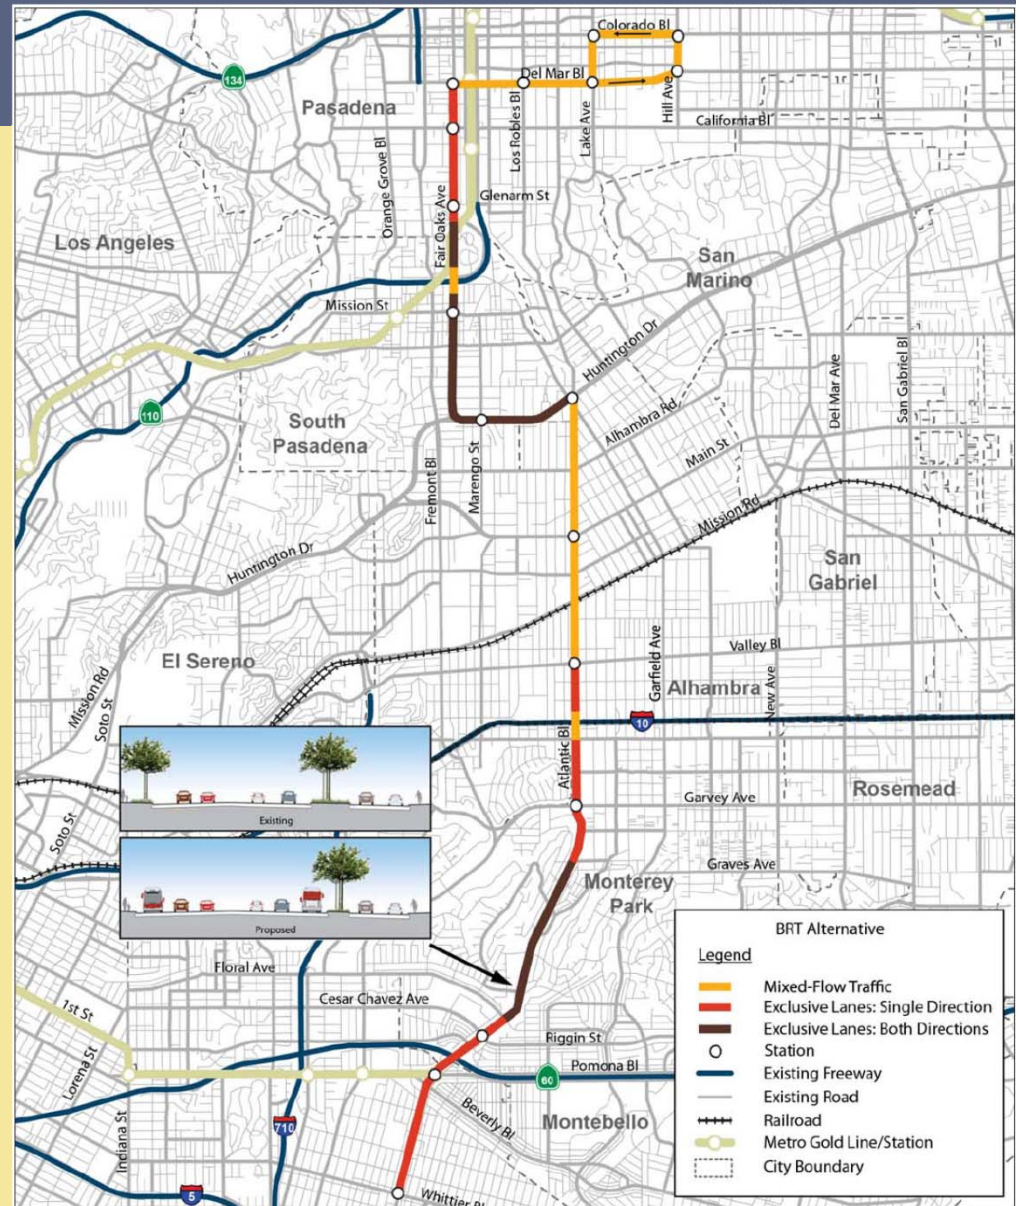 Colorado Bl
134
Del Mar Bl
Pasadena
Los Robles Bl
Lake Ave
Hill Ave
California Bl
Orange Grove Bl
Fair Oaks Ave
Glenarm St
Los Angeles
San
Marino
Mission St
Huntington Dr
Del Mar Ave
San Gabriel Bl
110
South
Pasadena
Alhambra Rd
Main St
Fremont Bl
Marengo St
Mission Rd
Huntington Dr
San
Gabriel
El Sereno
Valley Bl
Garfield Ave
Alhambra
New Ave
Mission Rd
Soto St
10
Atlantic Bl
Rosemead
Garvey Ave
Existing
Soto St
Graves Ave
Monterey
Park
Proposed
Floral Ave
Cesar Chavez Ave
1st St
Riggin St
Pomona Bl
Lorena St
60
Indiana St
710
Beverly Bl
Montebello
5
Whittier Bl
BRT Alternative
Legend
Mixed-Flow Traffic
Exclusive Lanes: Single Direction
Exclusive Lanes: Both Directions
Station
Existing Freeway
Existing Road
Railroad
Metro Gold Line/Station
City Boundary